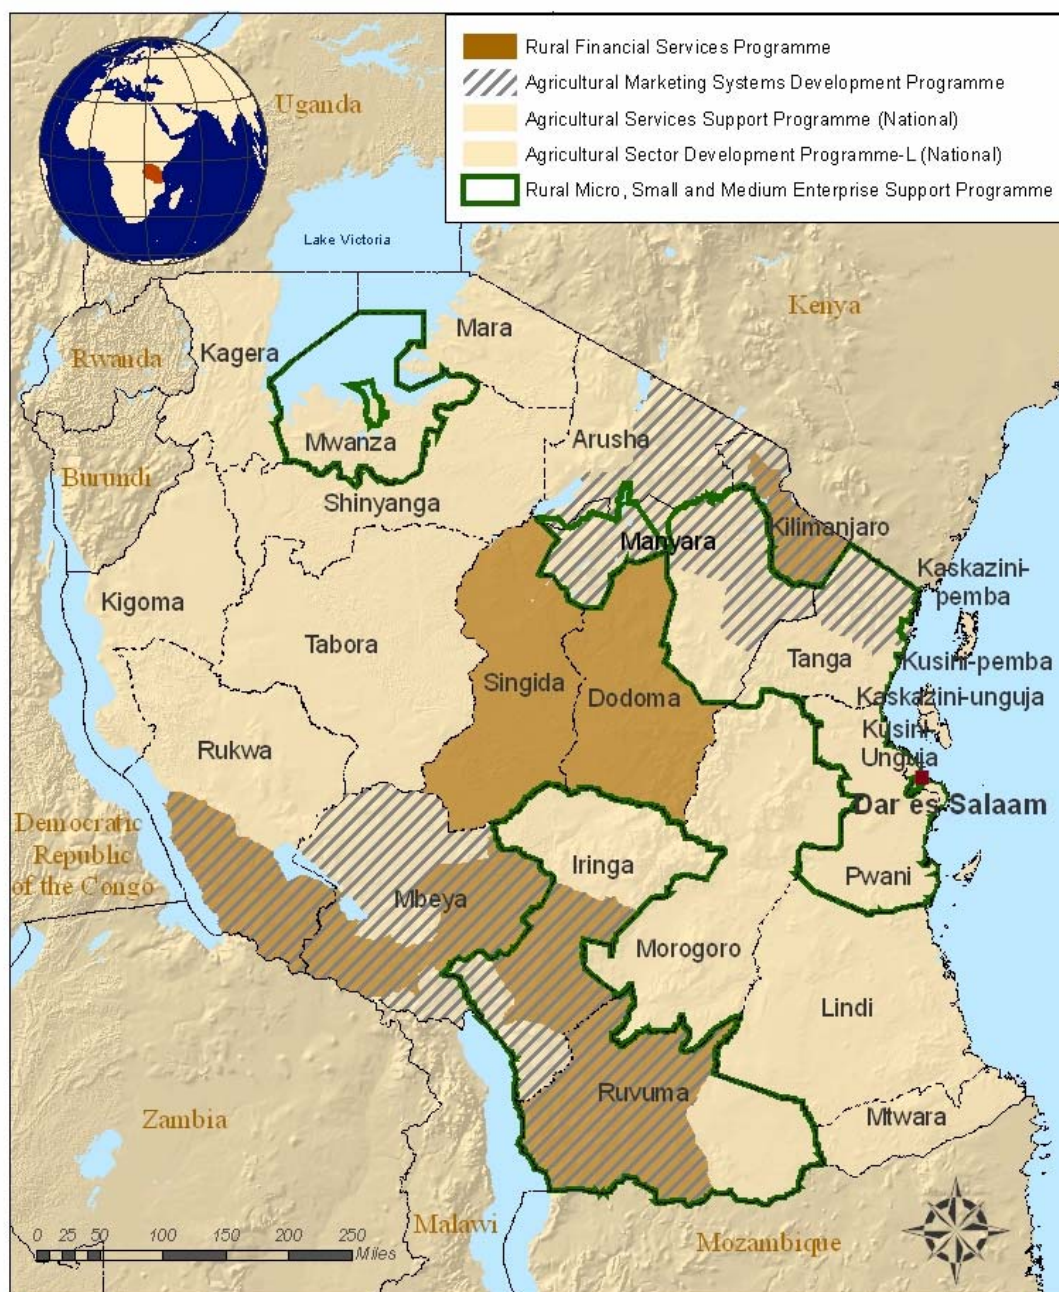 Rural Financial Services Programme
Agricultural Marketing Systems Development Programme
Agricultural Services Support Programme (National)
Agricultural Sector Development Programme-L (National)
Rural Micro, Small and Medium Enterprise Support Programme
Uganda
Lake Victoria
Kenya
Rwanda
Kagera
Mara
Mwanza
Arusha
Burundi
Shinyanga
Kilimanjaro
Manyara
Kaskazini-
pemba
Kigoma
Tabora
Tanga
Kusini-pemba
Singida
Dodoma
Kaskazini-unguja
Rukwa
Kusini-
Unguja
Dar es Salaam
Democratic
Republic
of the Congo
Iringa
Pwani
Mbeya
Morogoro
Lindi
Ruvuma
Mtwara
Zambia
Malawi
Mozambique
0 25 50 100 150 200 250
Miles